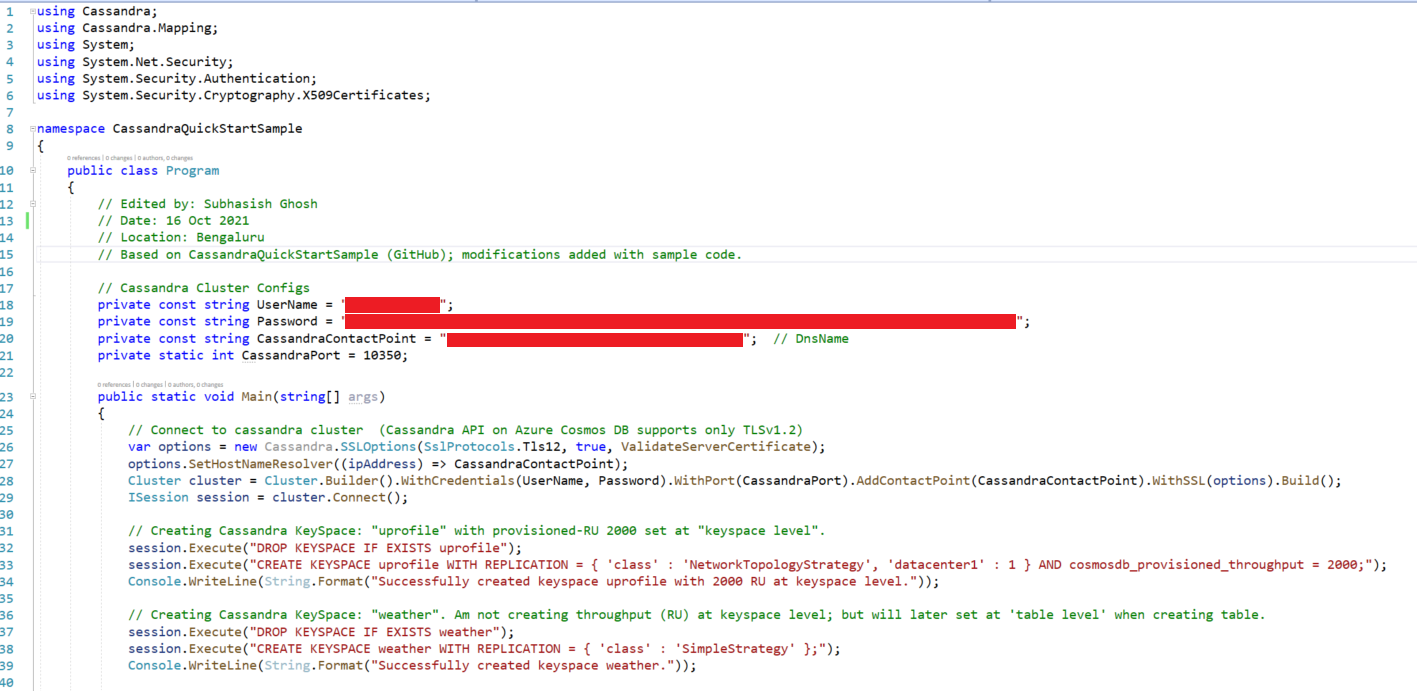 1 using Cassandra;
2 using Cassandra.Mapping;
3 using System;
4 using System.Net.Security;
5 using System.Security.Authentication;
6 using System.Security.Cryptography.X509Certificates;
7
8 namespace CassandraQuickStartSample
9 {
0 references | 0 changes | 0 authors, 0 changes
10 public class Program
11 {
12 // Edited by: Subhasish Ghosh
13 // Date: 16 Oct 2021
14 // Location: Bengaluru
15 // Based on CassandraQuickStartSample (GitHub); modifications added with sample code.
16
17 // Cassandra Cluster Configs
18 private const string UserName = "";
19 private const string Password = "";
20 private const string CassandraContactPoint = ""; // DnsName
21 private static int CassandraPort = 10350;
22
0 references | 0 changes | 0 authors, 0 changes
23 public static void Main(string[] args)
24 {
25 // Connect to cassandra cluster (Cassandra API on Azure Cosmos DB supports only TLSv1.2)
26 var options = new Cassandra.SSLOptions(SslProtocols.Tls12, true, ValidateServerCertificate);
27 options.SetHostNameResolver((ipAddress) => CassandraContactPoint);
28 Cluster cluster = Cluster.Builder().WithCredentials(UserName, Password).WithPort(CassandraPort).AddContactPoint(CassandraContactPoint).WithSSL(options).Build();
29 ISession session = cluster.Connect();
30
31 // Creating Cassandra KeySpace: "uprofile" with provisioned-RU 2000 set at "keyspace level".
32 session.Execute("DROP KEYSPACE IF EXISTS uprofile");
33 session.Execute("CREATE KEYSPACE uprofile WITH REPLICATION = { 'class' : 'NetworkTopologyStrategy', 'datacenter1' : 1 } AND cosmosdb_provisioned_throughput = 2000;");
34 Console.WriteLine(String.Format("Successfully created keyspace uprofile with 2000 RU at keyspace level."));
35
36 // Creating Cassandra KeySpace: "weather". Am not creating throughput (RU) at keyspace level; but will later set at 'table level' when creating table.
37 session.Execute("DROP KEYSPACE IF EXISTS weather");
38 session.Execute("CREATE KEYSPACE weather WITH REPLICATION = { 'class' : 'SimpleStrategy' };");
39 Console.WriteLine(String.Format("Successfully created keyspace weather."));
40